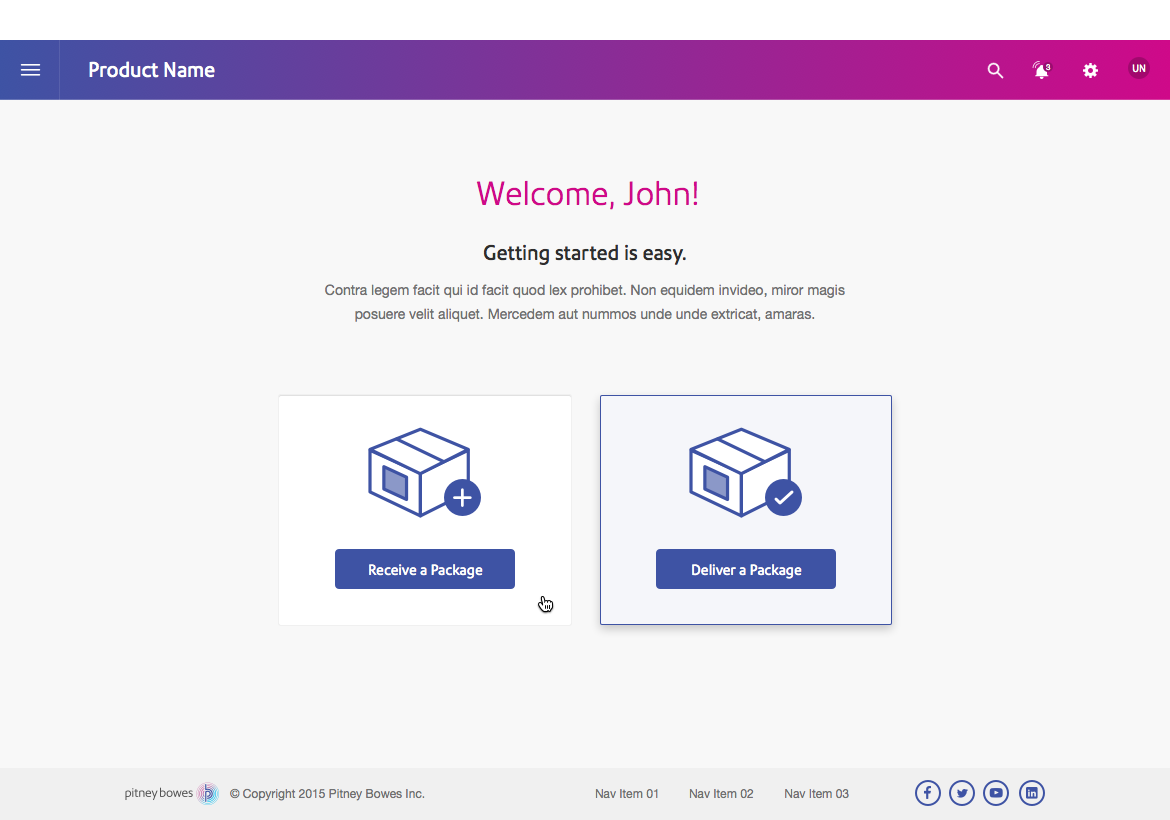 Product Name
3
UN
Welcome, John!
Getting started is easy.
Contra legem facit qui id facit quod lex prohibet. Non equidem invideo, miror magis
posuere velit aliquet. Mercedem aut nummos unde unde extricat, amaras.
Receive a Package
Deliver a Package
pitney bowes
© Copyright 2015 Pitney Bowes Inc.
Nav Item 01
Nav Item 02
Nav Item 03